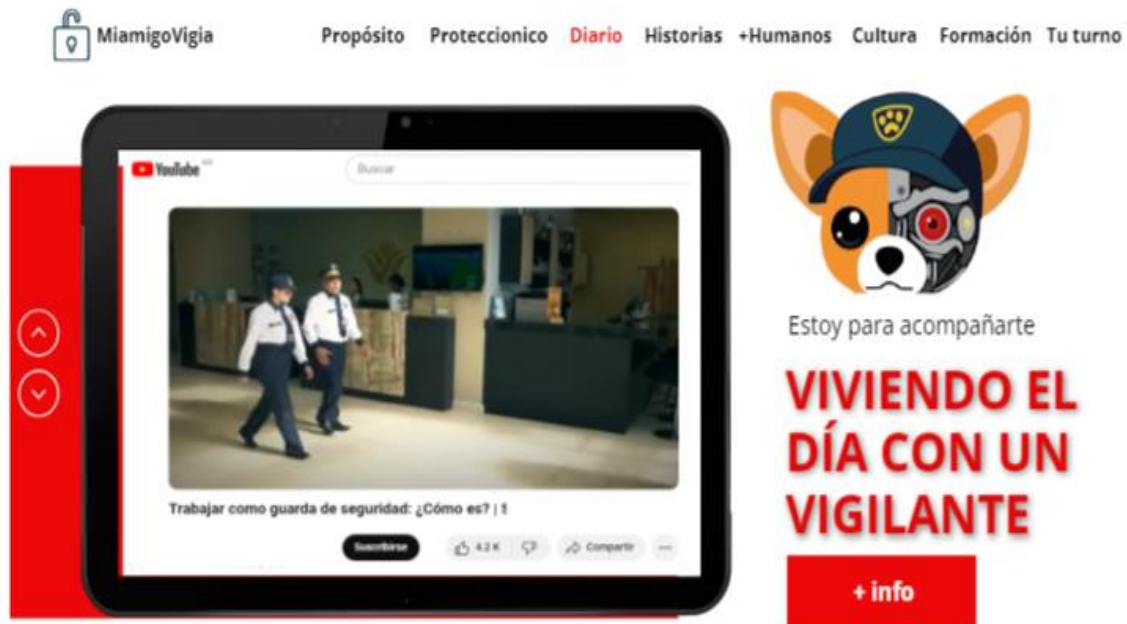 MiamigoVigia
Propósito Proteccionico Diario Historias +Humanos Cultura Formación Tu turno
YouTube
Buscar
Trabajar como guarda de seguridad: ¿Cómo es? |
Suscribirse 4.2 K Compartir ...
Estoy para acompañarte
VIVIENDO EL
DÍA CON UN
VIGILANTE
+ info